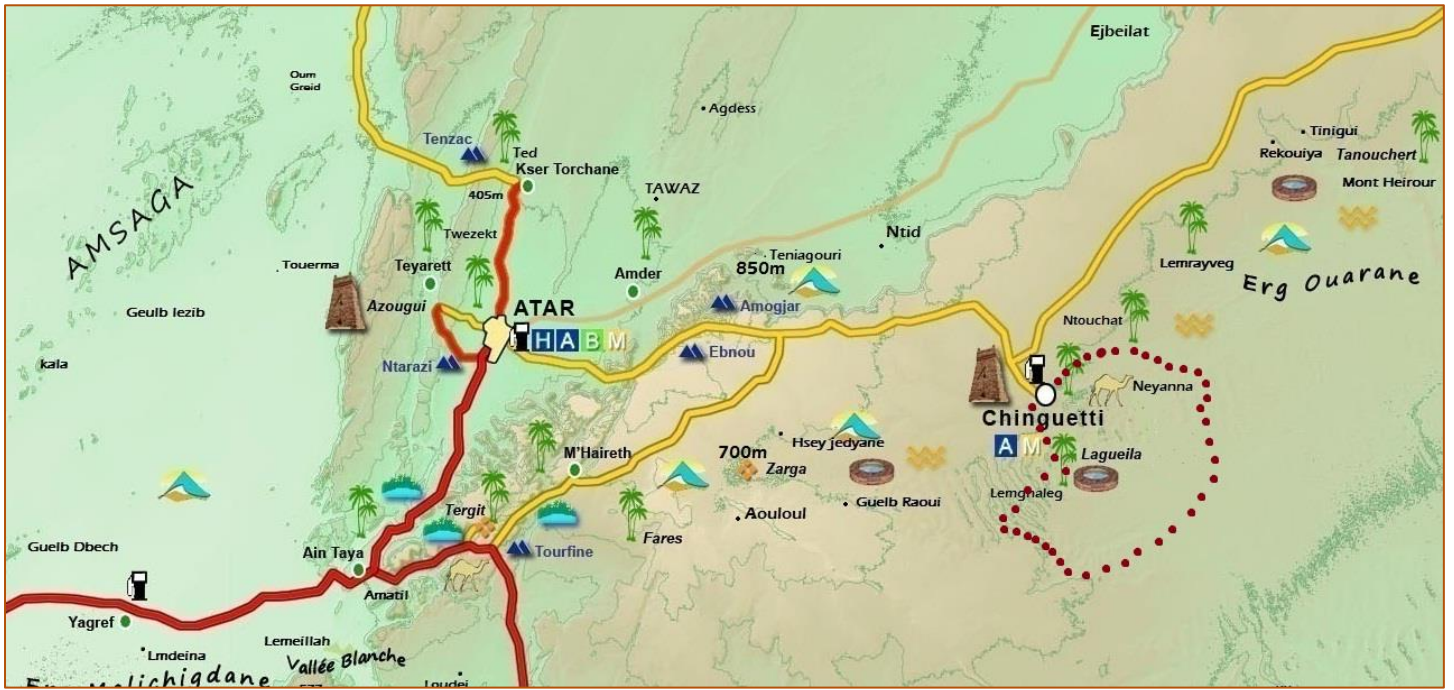 Ejbeilat
Oum
Greid
Agdess
Tenzac
Ted
Kser Torchane
405m
Tinigui
Rekouiya
Tanouchert
Mont Heirour
AMSAGA
TAWAZ
Twezekt
Ntid
Touerma
Teyarett
Amder
Teniagouri
850m
Lemrayveg
Erg Ouarane
Azougui
ATAR
Amogjar
Geulb Iezib
Ntouchat
H A B M
Ebnou
kala
Ntarazi
Neyanna
Chinguetti
A M
Hsey jedyane
M'Haireth
700m
Zarga
Lagueila
Lemghaleg
Guelb Raoui
Tergit
Aouloul
Fares
Guelb Dbech
Ain Taya
Tourfine
Amatil
Yagref
Lemeillah
Lmdeina
Vallée Blanche